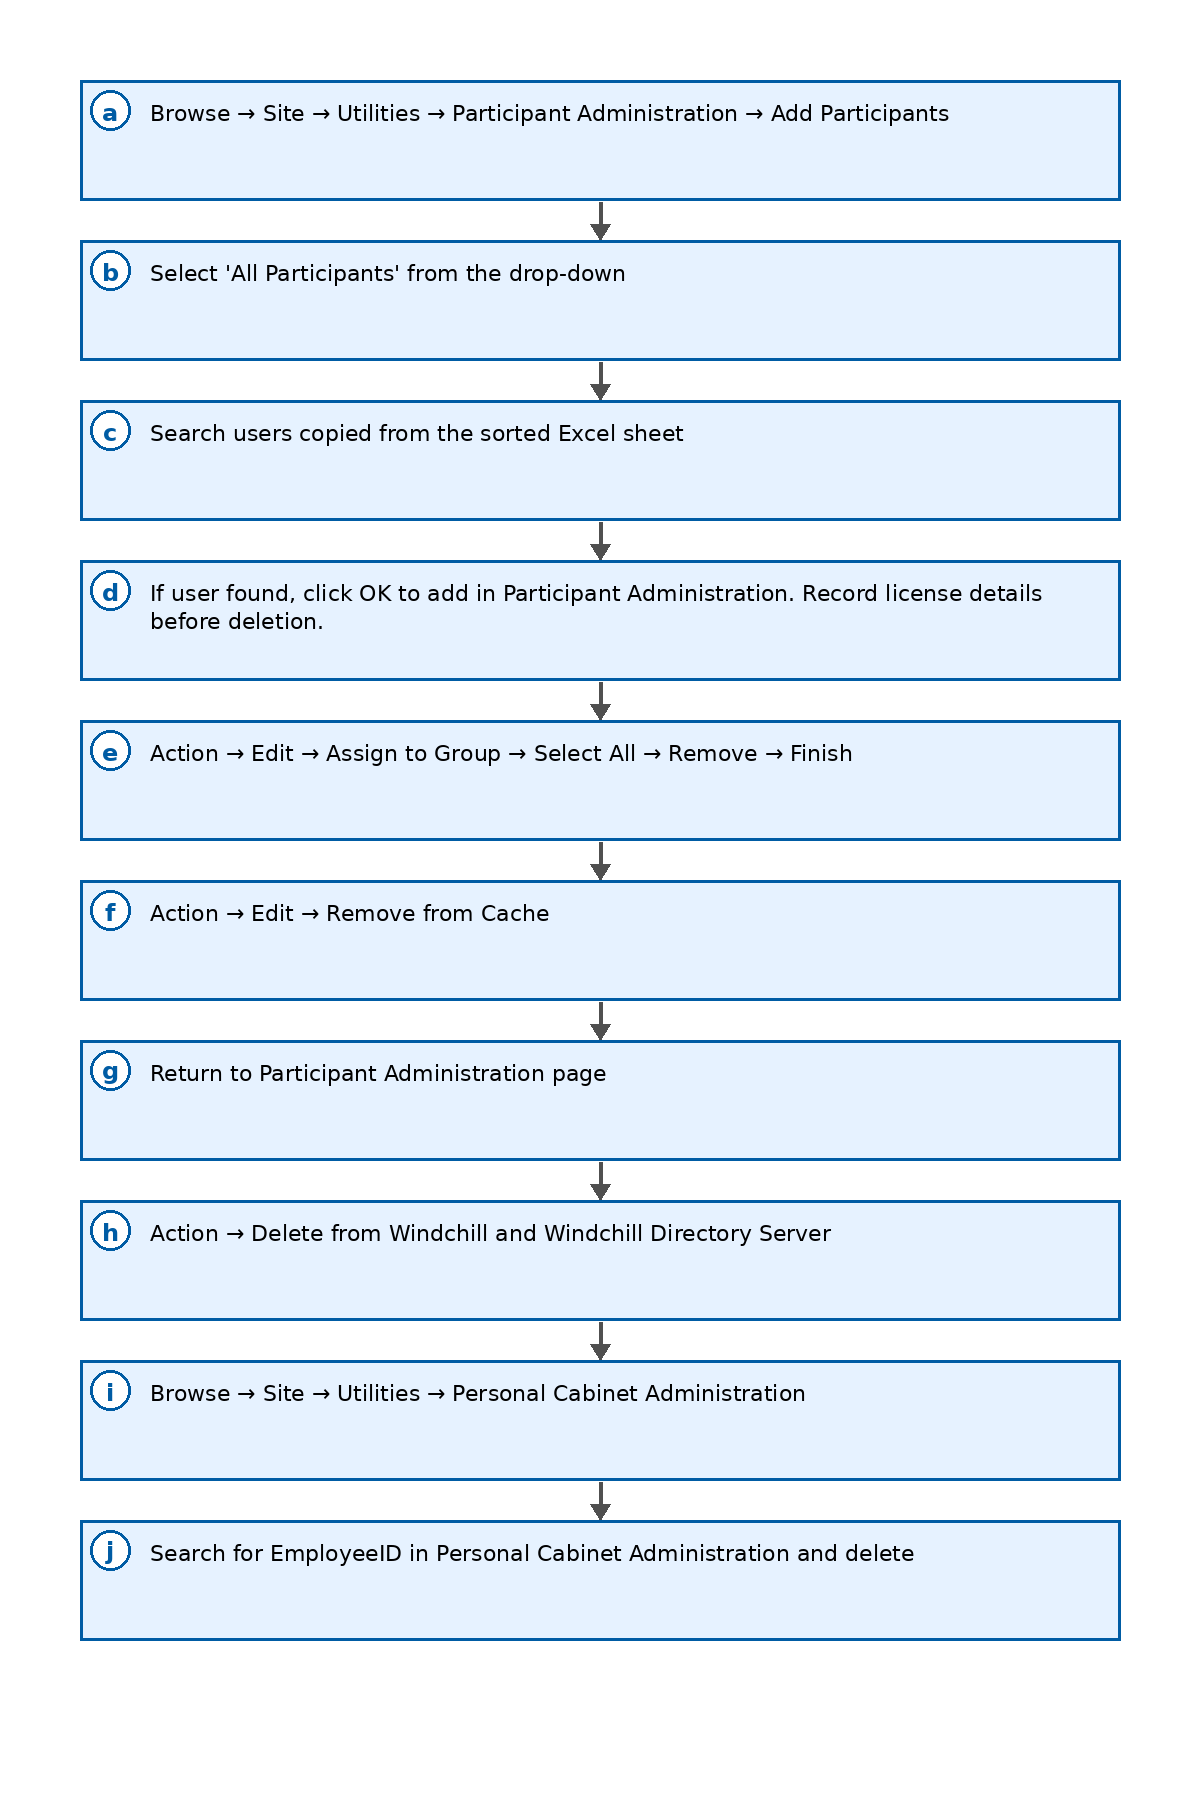 a Browse → Site → Utilities → Participant Administration → Add Participants
b Select 'All Participants' from the drop-down
c Search users copied from the sorted Excel sheet
d If user found, click OK to add in Participant Administration. Record license details
before deletion.
e Action → Edit → Assign to Group → Select All → Remove → Finish
f Action → Edit → Remove from Cache
g Return to Participant Administration page
h Action → Delete from Windchill and Windchill Directory Server
i Browse → Site → Utilities → Personal Cabinet Administration
j Search for EmployeeID in Personal Cabinet Administration and delete